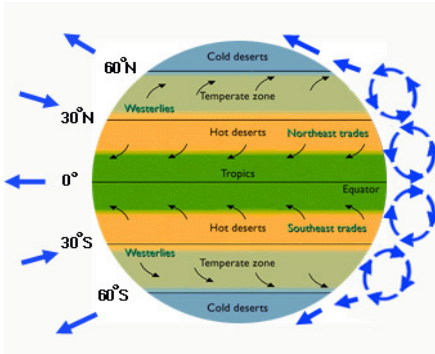 Cold deserts
60°N
Temperate zone
Westerlies
30°N
Hot deserts
Northeast trades
Tropics
0°
Equator
Hot deserts
Southeast trades
30°S
Westerlies
Temperate zone
60°S
Cold deserts